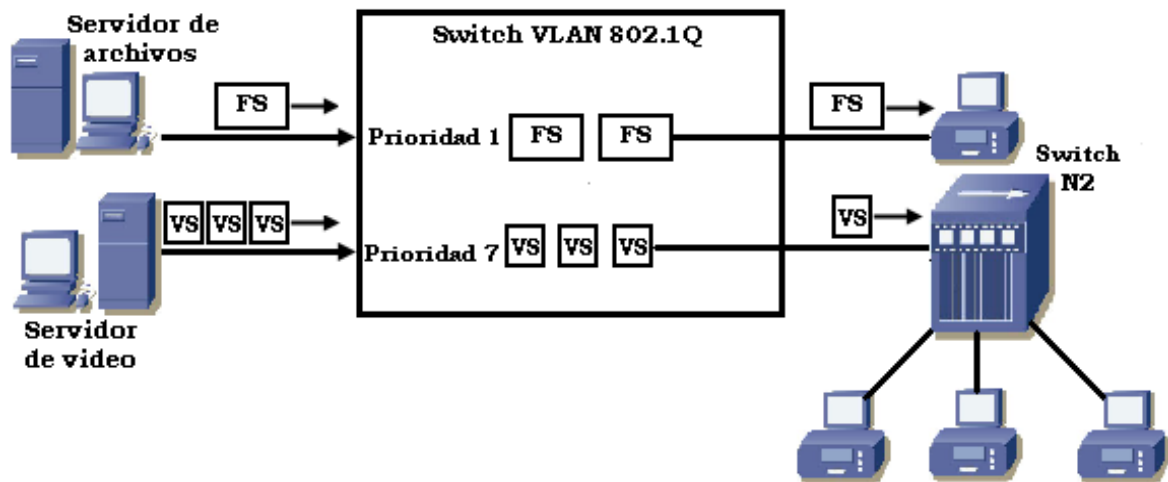 Servidor de
archivos
Switch VLAN 802.1Q
FS
Prioridad 1
FS
FS
FS
Switch
N2
VS
VS
VS
Prioridad 7
VS
VS
VS
VS
Servidor
de video